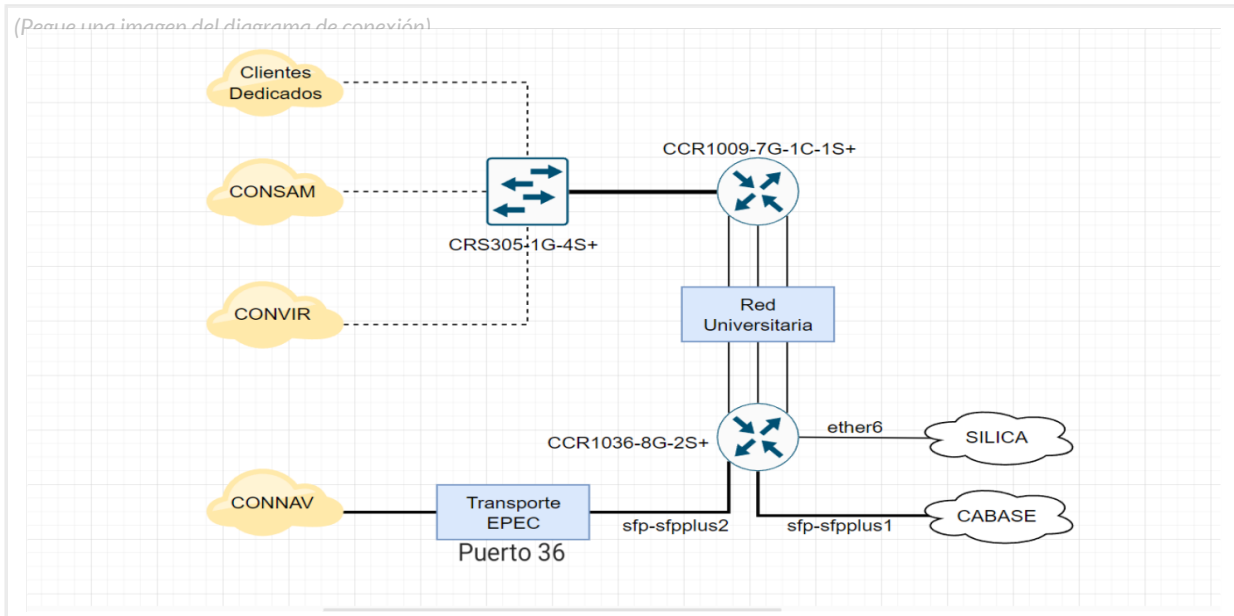 (Pegue una imagen del diagrama de conexión)
Clientes
Dedicados
CCR1009-7G-1C-1S+
CONSAM
CRS305-1G-4S+
CONVIR
Red
Universitaria
ether6
CCR1036-8G-2S+
SILICA
CONNAV
Transporte
EPEC
sfp-sfpplus2
sfp-sfpplus1
CABASE
Puerto 36